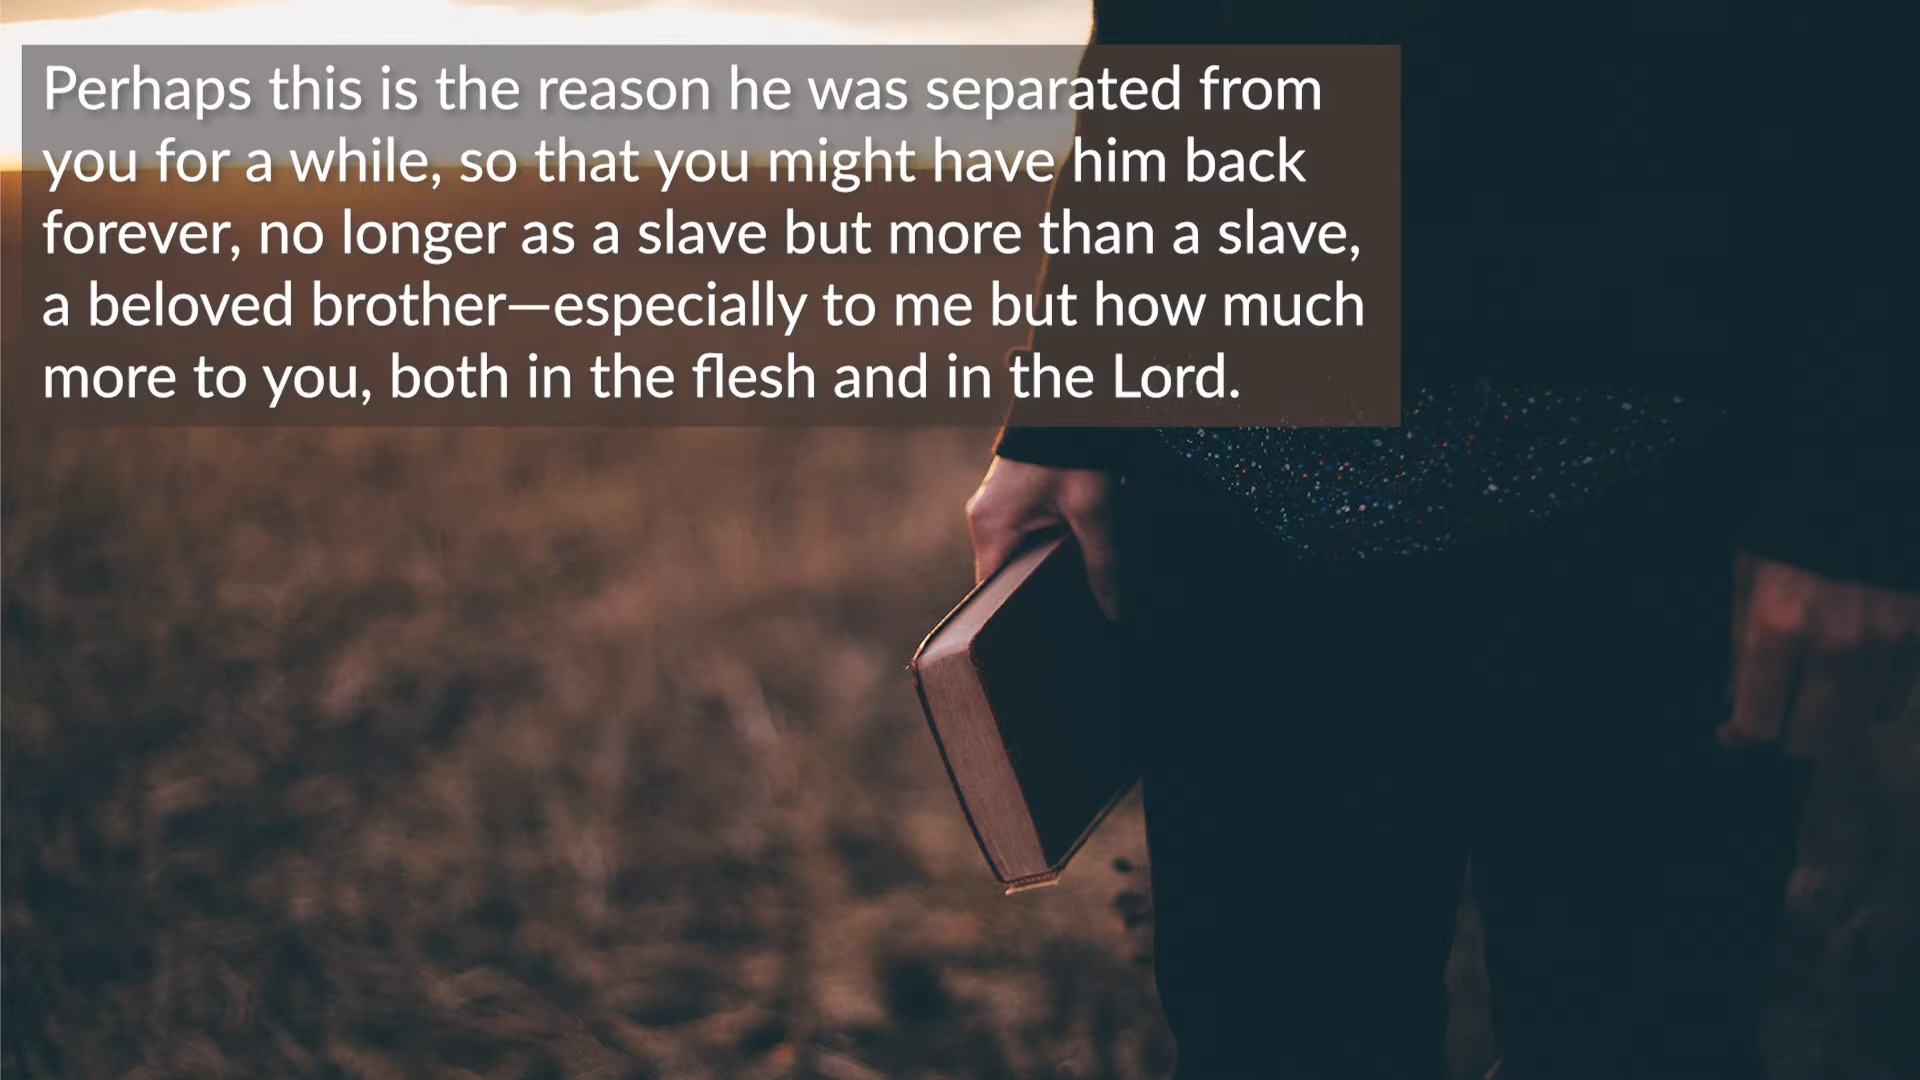 Perhaps this is the reason he was separated from
you for a while, so that you might have him back
forever, no longer as a slave but more than a slave,
a beloved brother—especially to me but how much
more to you, both in the flesh and in the Lord.